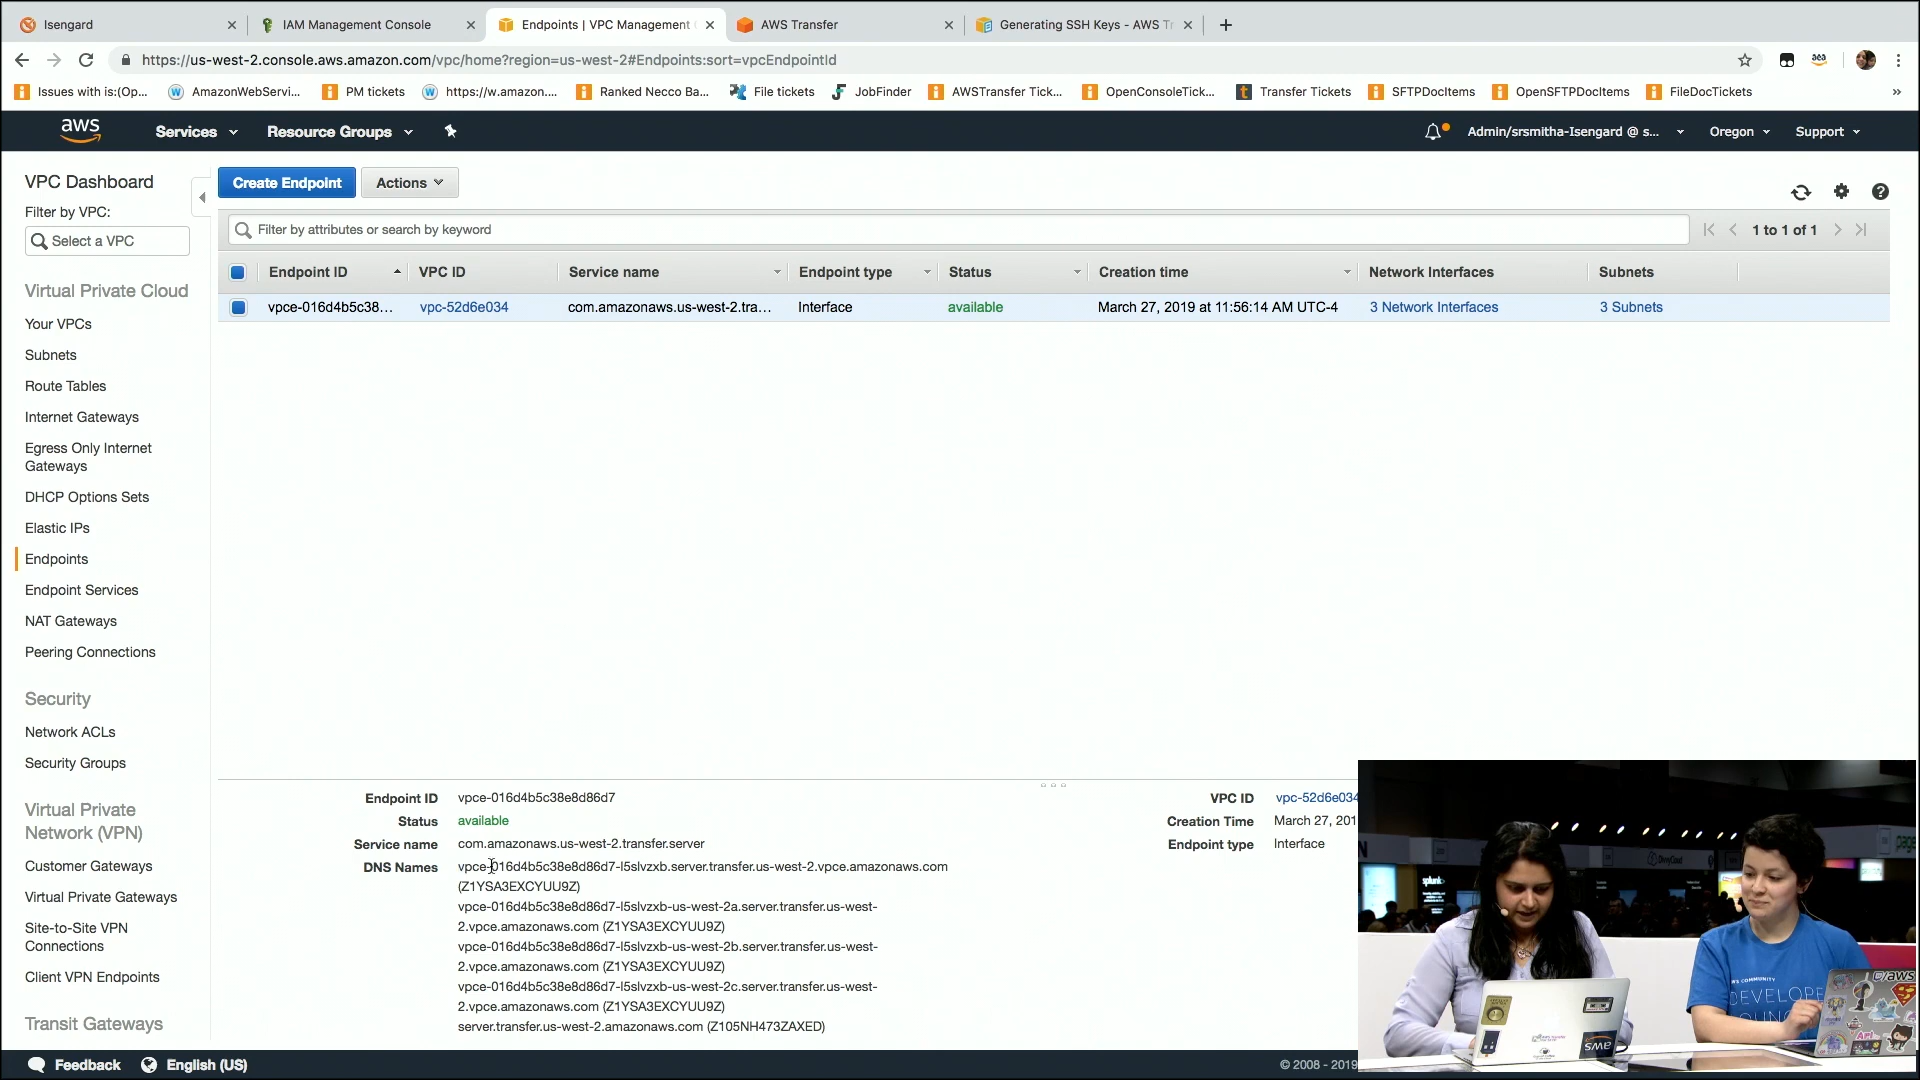 Isengard
IAM Management Console
Endpoints | VPC Management C
AWS Transfer
Generating SSH Keys - AWS Tr
https://us-west-2.console.aws.amazon.com/vpc/home?region=us-west-2#Endpoints:sort=vpcEndpointId
Issues with is:(Op...
AmazonWebServi...
PM tickets
https://w.amazon....
Ranked Necco Ba...
File tickets
JobFinder
AWSTransfer Tick...
OpenConsoleTick...
Transfer Tickets
SFTPDocItems
OpenSFTPDocItems
FileDocTickets
»
aws
Services
Resource Groups
Admin/srsmitha-Isengard @ s...
Oregon
Support
VPC Dashboard
Filter by VPC:
Select a VPC
Virtual Private Cloud
Your VPCs
Subnets
Route Tables
Internet Gateways
Egress Only Internet
Gateways
DHCP Options Sets
Elastic IPs
Endpoints
Endpoint Services
NAT Gateways
Peering Connections
Security
Network ACLs
Security Groups
Virtual Private
Network (VPN)
Customer Gateways
Virtual Private Gateways
Site-to-Site VPN
Connections
Client VPN Endpoints
Transit Gateways
Create Endpoint
Actions
Filter by attributes or search by keyword
1 to 1 of 1
Endpoint ID VPC ID Service name Endpoint type Status Creation time Network Interfaces Subnets
vpce-016d4b5c38... vpc-52d6e034 com.amazonaws.us-west-2.tra... Interface available March 27, 2019 at 11:56:14 AM UTC-4 3 Network Interfaces 3 Subnets
Endpoint ID vpce-016d4b5c38e8d86d7
Status available
Service name com.amazonaws.us-west-2.transfer.server
DNS Names vpce-016d4b5c38e8d86d7-l5slvzxb.server.transfer.us-west-2.vpce.amazonaws.com
(Z1YSA3EXCYUU9Z)
vpce-016d4b5c38e8d86d7-l5slvzxb-us-west-2a.server.transfer.us-west-
2.vpce.amazonaws.com (Z1YSA3EXCYUU9Z)
vpce-016d4b5c38e8d86d7-l5slvzxb-us-west-2b.server.transfer.us-west-
2.vpce.amazonaws.com (Z1YSA3EXCYUU9Z)
vpce-016d4b5c38e8d86d7-l5slvzxb-us-west-2c.server.transfer.us-west-
2.vpce.amazonaws.com (Z1YSA3EXCYUU9Z)
server.transfer.us-west-2.amazonaws.com (Z105NH473ZAXED)
VPC ID vpc-52d6e034
Creation Time March 27, 201
Endpoint type Interface
splunk>
AWS COMMUNITY
DEVELOPE
Feedback
English (US)
© 2008 - 2019